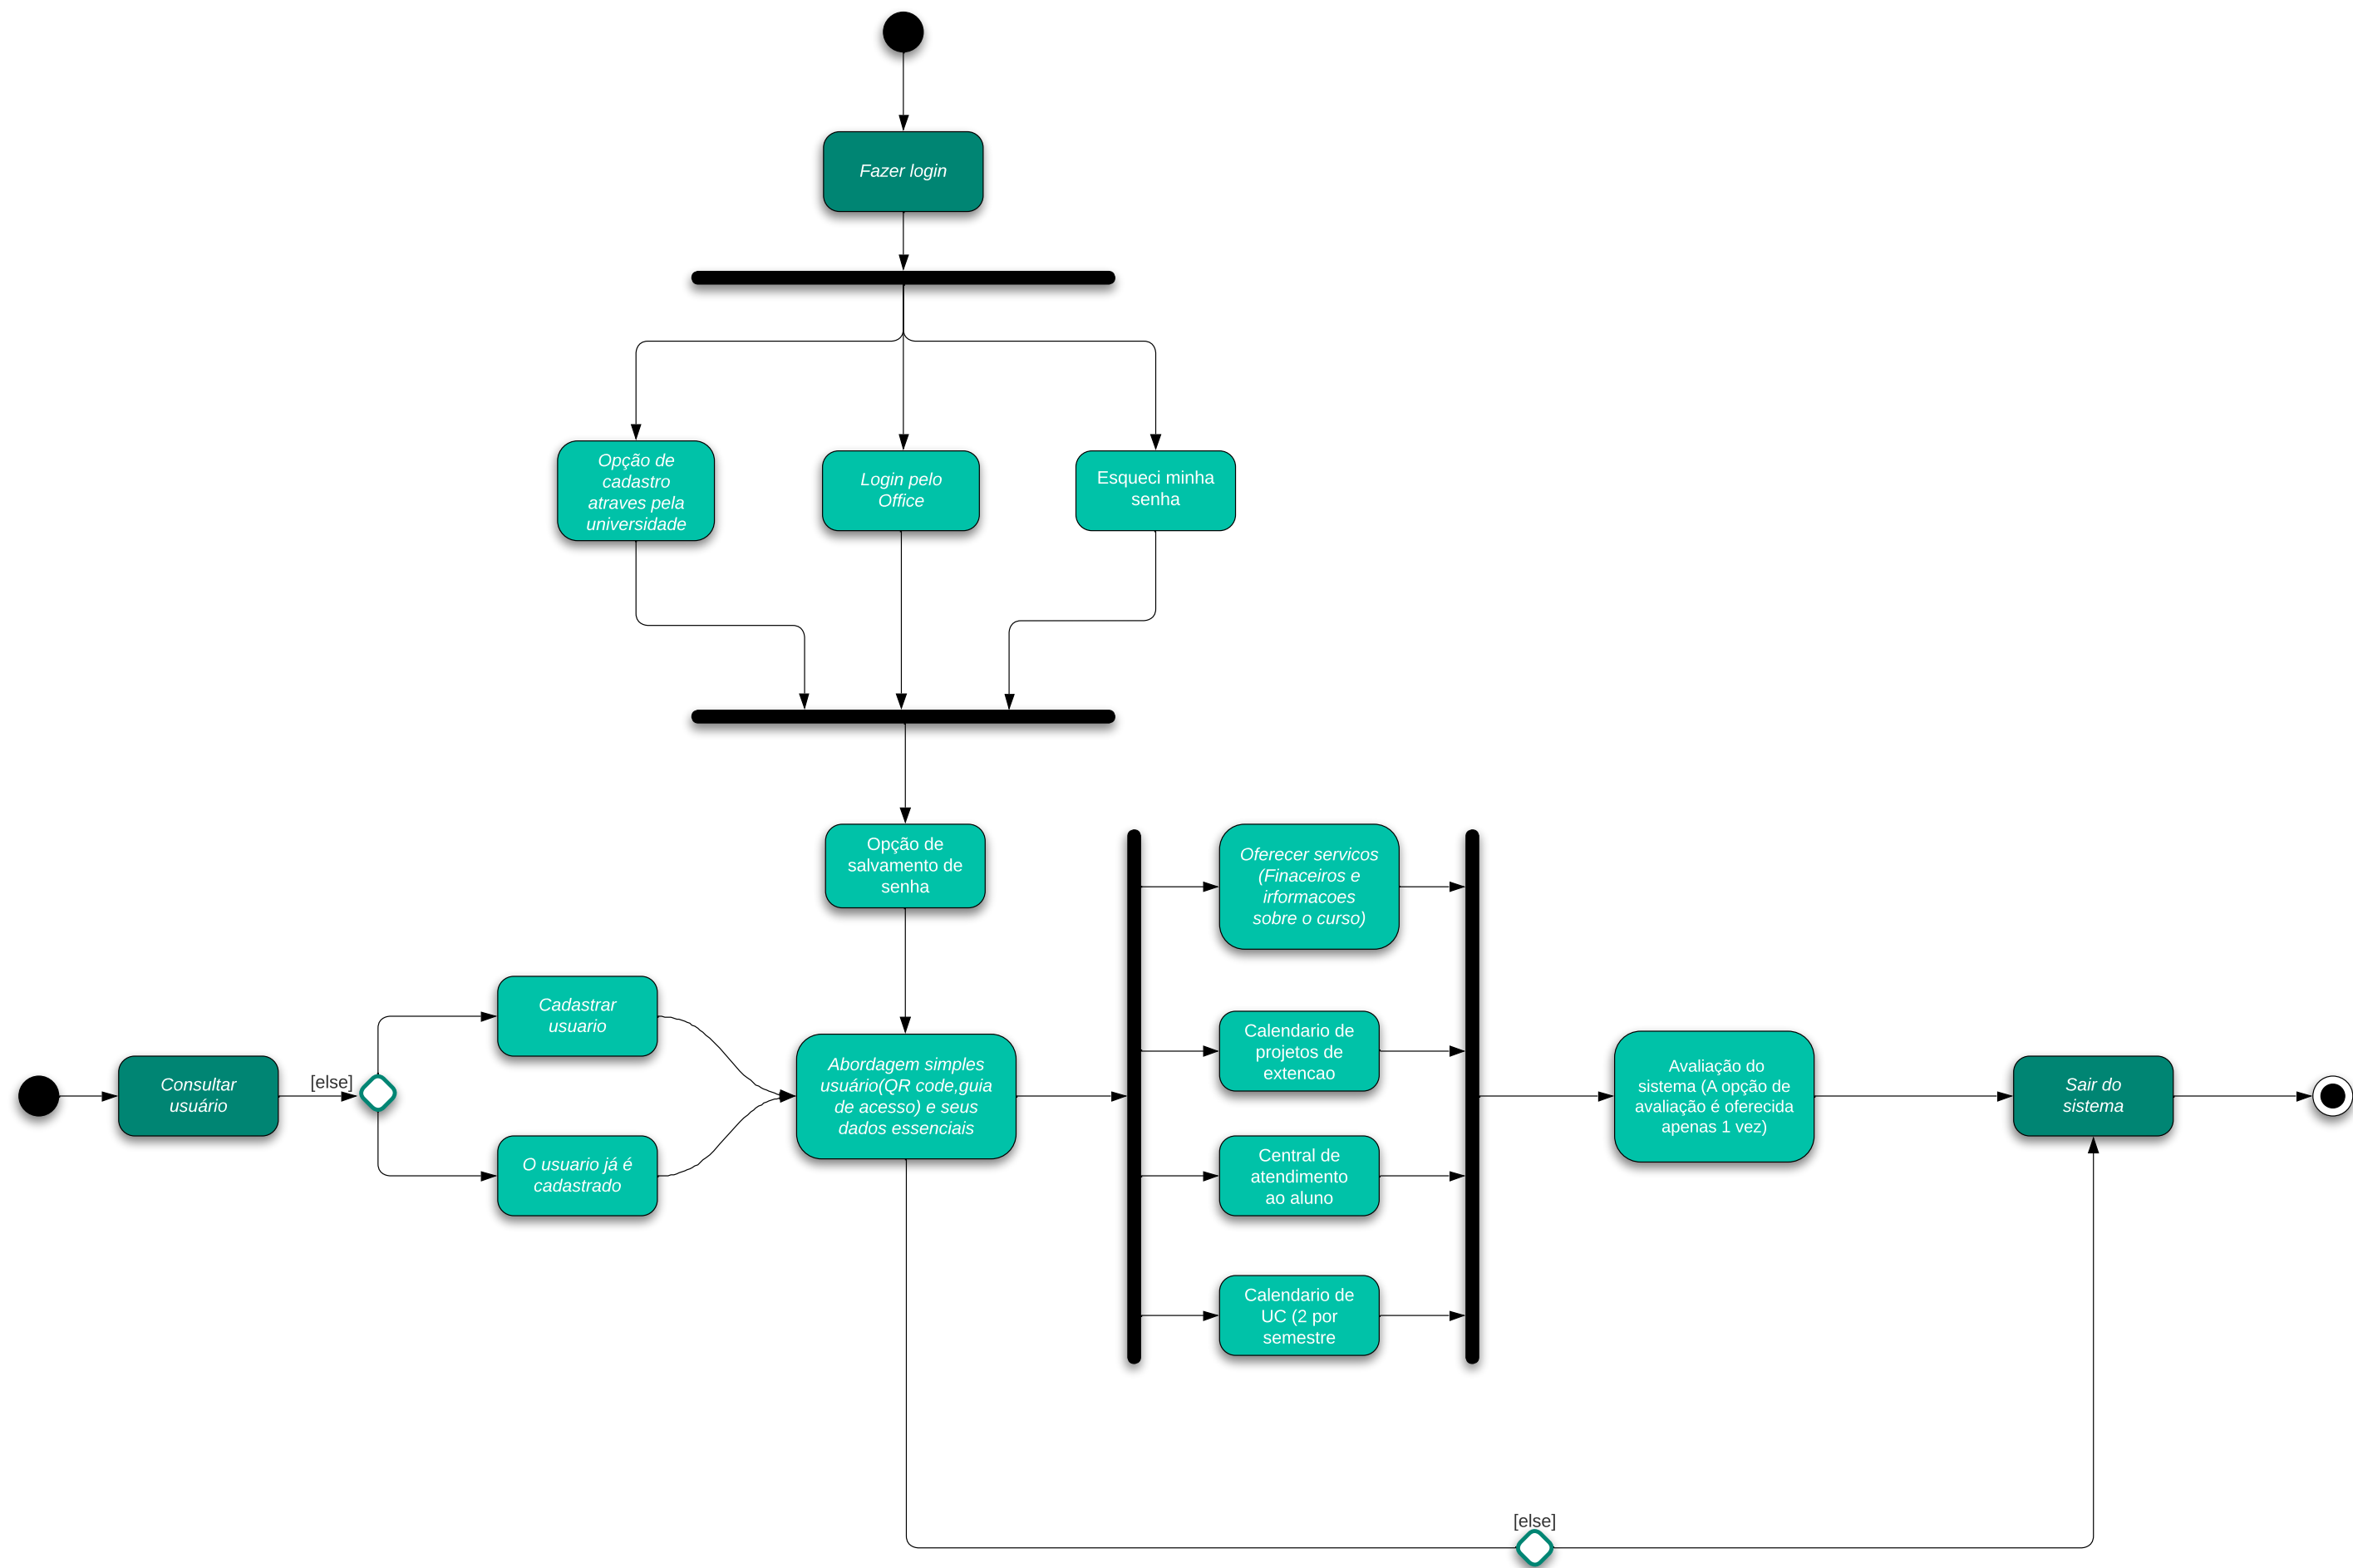 Fazer login
Opção de
cadastro
atraves pela
universidade
Login pelo
Office
Esqueci minha
senha
Opção de
salvamento de
senha
Oferecer servicos
(Finaceiros e
irformacoes
sobre o curso)
Cadastrar
usuario
Calendario de
projetos de
extencao
Consultar
usuário
[else]
Abordagem simples
usuário(QR code,guia
de acesso) e seus
dados essenciais
Avaliação do
sistema (A opção de
avaliação é oferecida
apenas 1 vez)
Sair do
sistema
O usuario já é
cadastrado
Central de
atendimento
ao aluno
Calendario de
UC (2 por
semestre
[else]